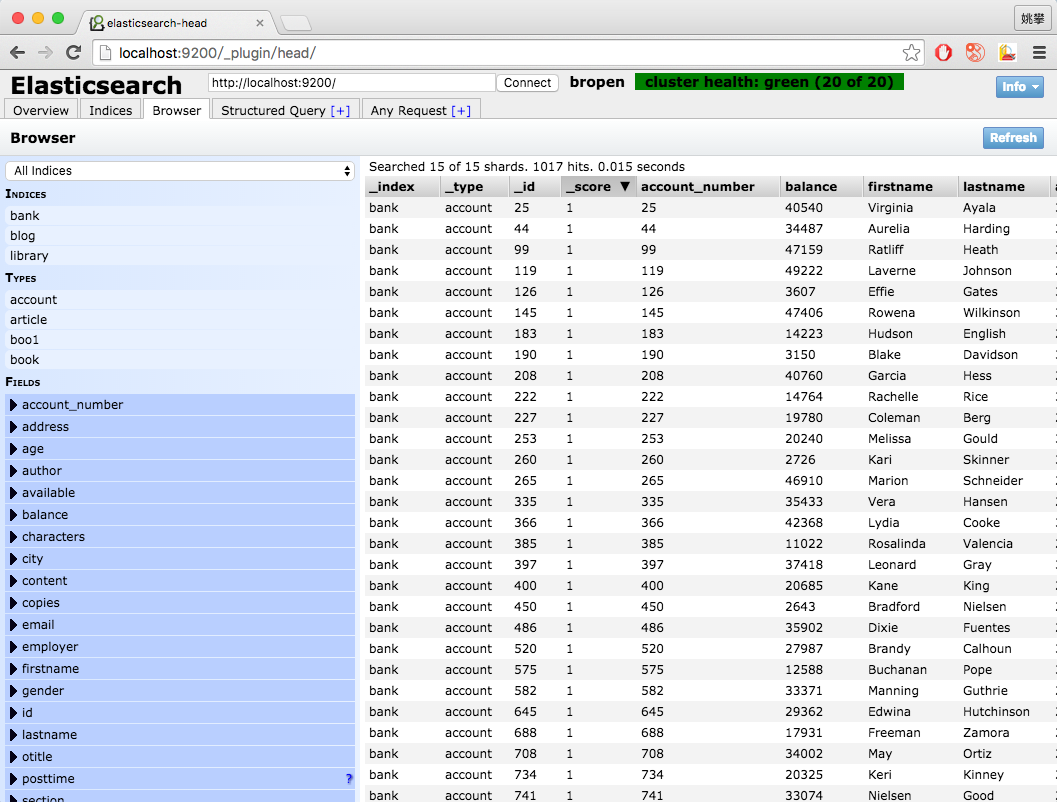 elasticsearch-head
姚攀
localhost:9200/_plugin/head/
Elasticsearch
http://localhost:9200/
Connect
bropen
cluster health: green (20 of 20)
Info
Overview
Indices
Browser
Structured Query [+]
Any Request [+]
Browser
Refresh
All Indices
Indices
bank
blog
library
Types
account
article
boo1
book
Fields
account_number
address
age
author
available
balance
characters
city
content
copies
email
employer
firstname
gender
id
lastname
otitle
posttime ?
section
Searched 15 of 15 shards. 1017 hits. 0.015 seconds
_index _type _id _score ▼ account_number balance firstname lastname
bank account 25 1 25 40540 Virginia Ayala
bank account 44 1 44 34487 Aurelia Harding
bank account 99 1 99 47159 Ratliff Heath
bank account 119 1 119 49222 Laverne Johnson
bank account 126 1 126 3607 Effie Gates
bank account 145 1 145 47406 Rowena Wilkinson
bank account 183 1 183 14223 Hudson English
bank account 190 1 190 3150 Blake Davidson
bank account 208 1 208 40760 Garcia Hess
bank account 222 1 222 14764 Rachelle Rice
bank account 227 1 227 19780 Coleman Berg
bank account 253 1 253 20240 Melissa Gould
bank account 260 1 260 2726 Kari Skinner
bank account 265 1 265 46910 Marion Schneider
bank account 335 1 335 35433 Vera Hansen
bank account 366 1 366 42368 Lydia Cooke
bank account 385 1 385 11022 Rosalinda Valencia
bank account 397 1 397 37418 Leonard Gray
bank account 400 1 400 20685 Kane King
bank account 450 1 450 2643 Bradford Nielsen
bank account 486 1 486 35902 Dixie Fuentes
bank account 520 1 520 27987 Brandy Calhoun
bank account 575 1 575 12588 Buchanan Pope
bank account 582 1 582 33371 Manning Guthrie
bank account 645 1 645 29362 Edwina Hutchinson
bank account 688 1 688 17931 Freeman Zamora
bank account 708 1 708 34002 May Ortiz
bank account 734 1 734 20325 Keri Kinney
bank account 741 1 741 33074 Nielsen Good